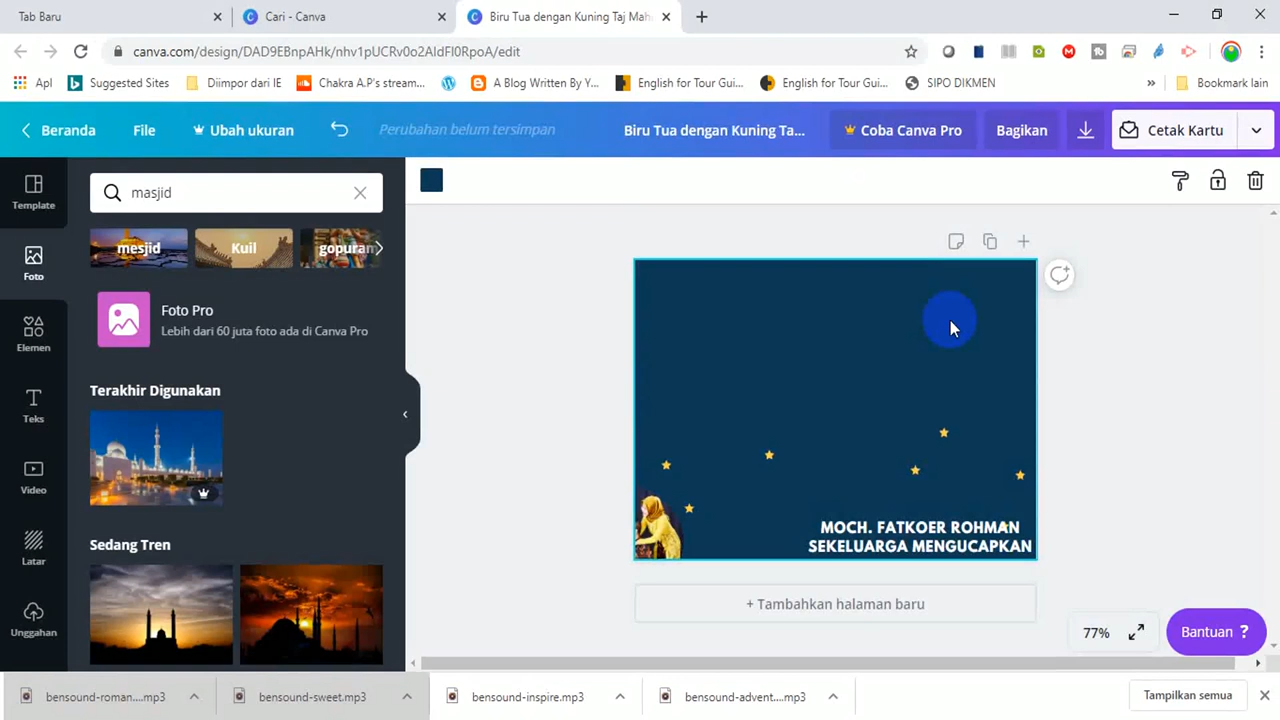 Tab Baru
Cari - Canva
Biru Tua dengan Kuning Taj Mah
canva.com/design/DAD9EBnpAHk/nhv1pUCRv0o2AIdFI0RpoA/edit
Apl
Suggested Sites
Diimpor dari IE
Chakra A.P's stream...
A Blog Written By Y...
English for Tour Gui...
English for Tour Gui...
SIPO DIKMEN
»
Bookmark lain
Beranda
File
Ubah ukuran
Perubahan belum tersimpan
Biru Tua dengan Kuning Ta...
Coba Canva Pro
Bagikan
Cetak Kartu
Template
Foto
Elemen
Teks
Video
Latar
Unggahan
masjid
mesjid
Kuil
gopuram
Foto Pro
Lebih dari 60 juta foto ada di Canva Pro
Terakhir Digunakan
Sedang Tren
MOCH. FATKOER ROHMAN
SEKELUARGA MENGUCAPKAN
+ Tambahkan halaman baru
77%
Bantuan ?
bensound-roman....mp3
bensound-sweet.mp3
bensound-inspire.mp3
bensound-advent....mp3
Tampilkan semua